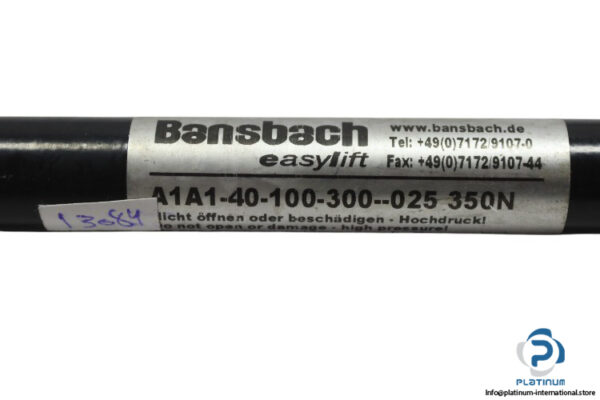 Bansbach
easylift
www.bansbach.de
Tel: +49(0)7172/9107-0
Fax: +49(0)7172/9107-44
A1A1-40-100-300--025 350N
Nicht öffnen oder beschädigen - Hochdruck!
Do not open or damage - high pressure!
13084
PLATINUM
Info@platinum-international.store